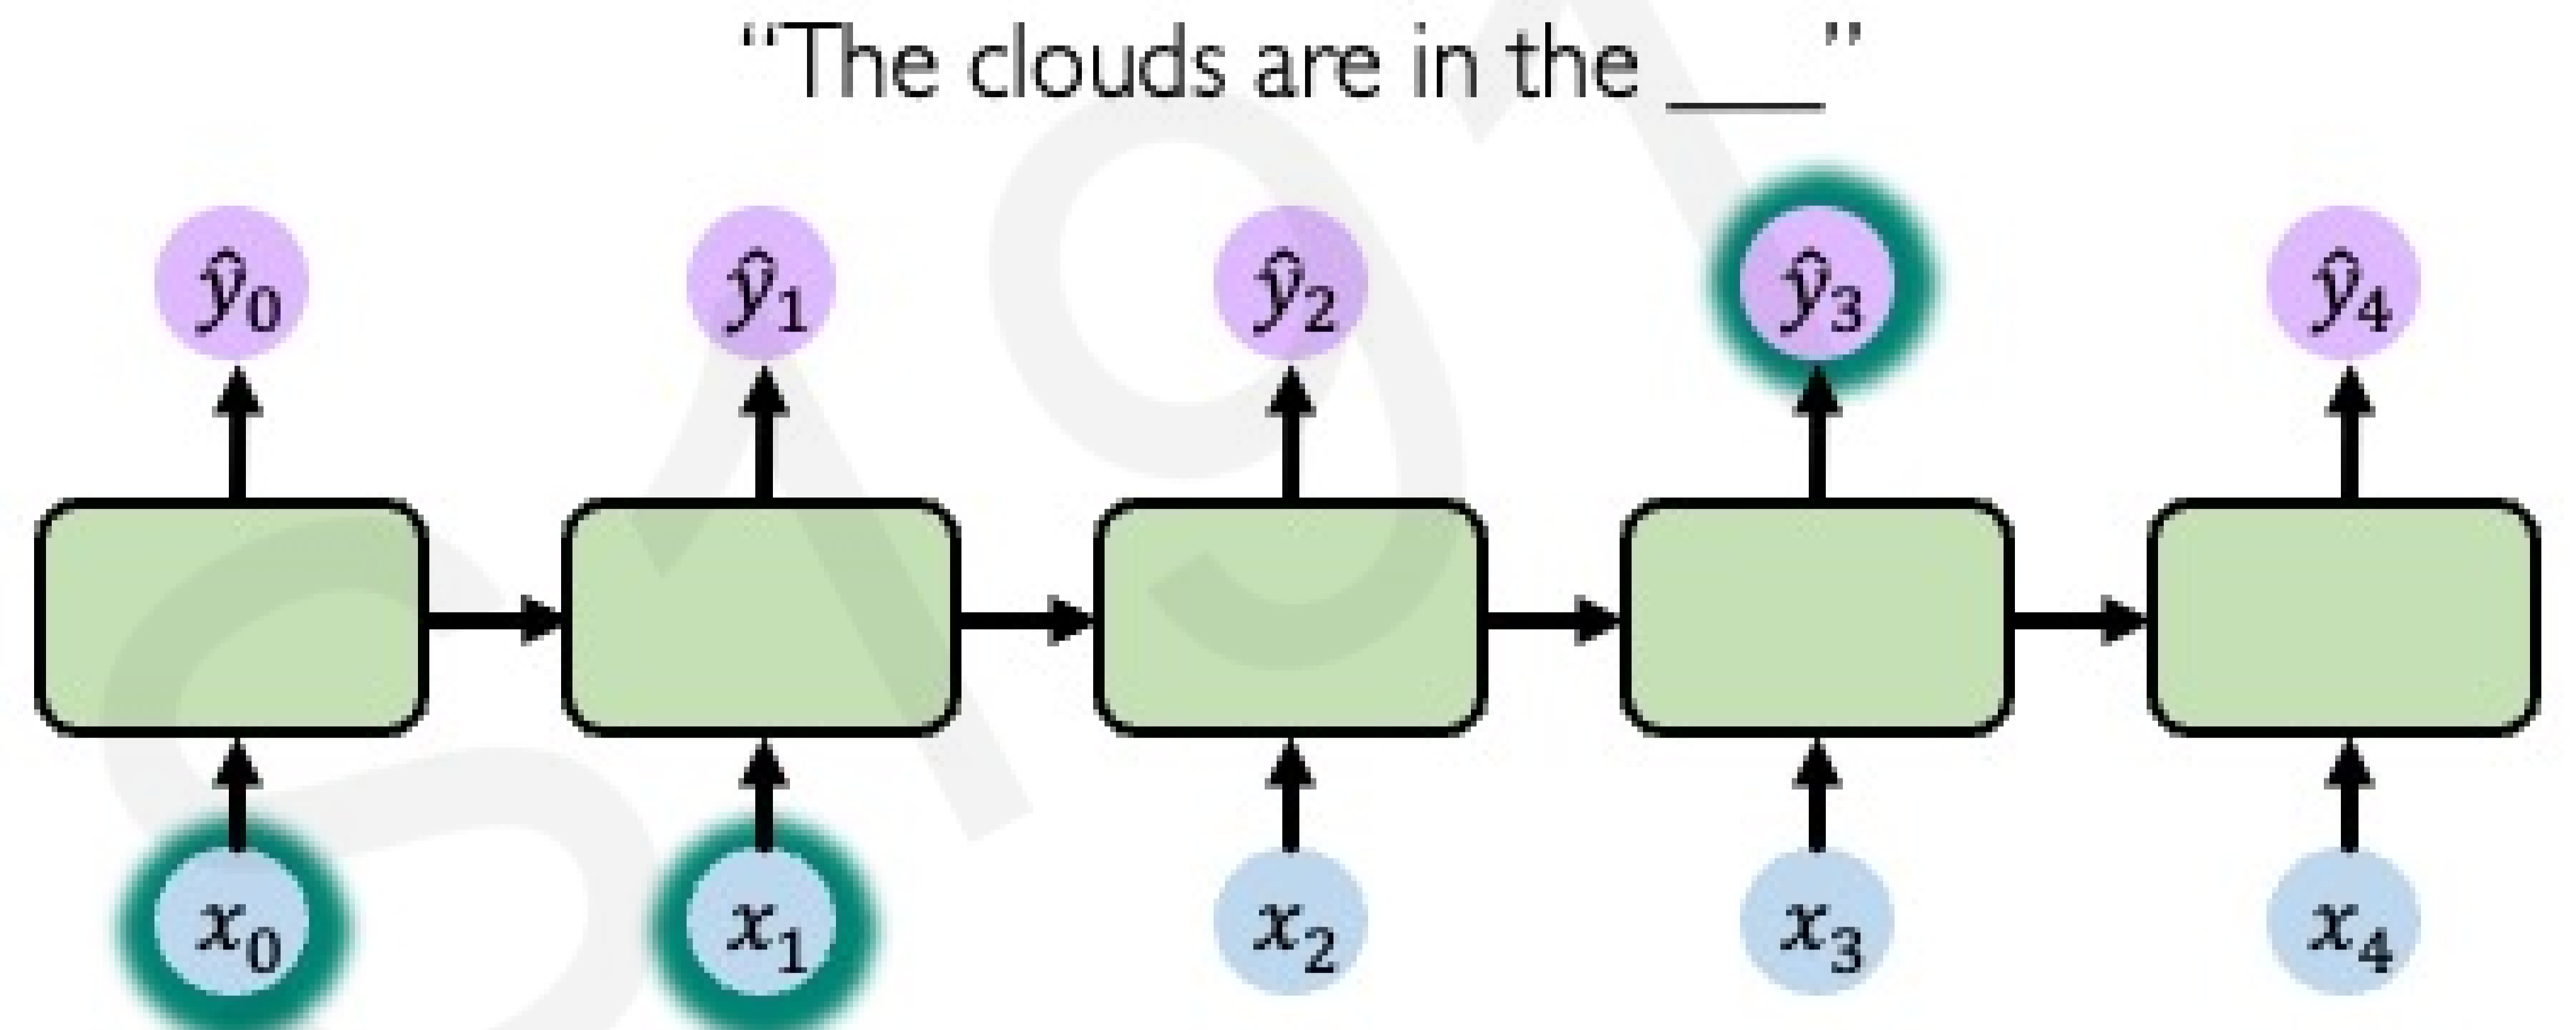 “The clouds are in the ___”
ŷ0 ŷ1 ŷ2 ŷ3 ŷ4
x0 x1 x2 x3 x4